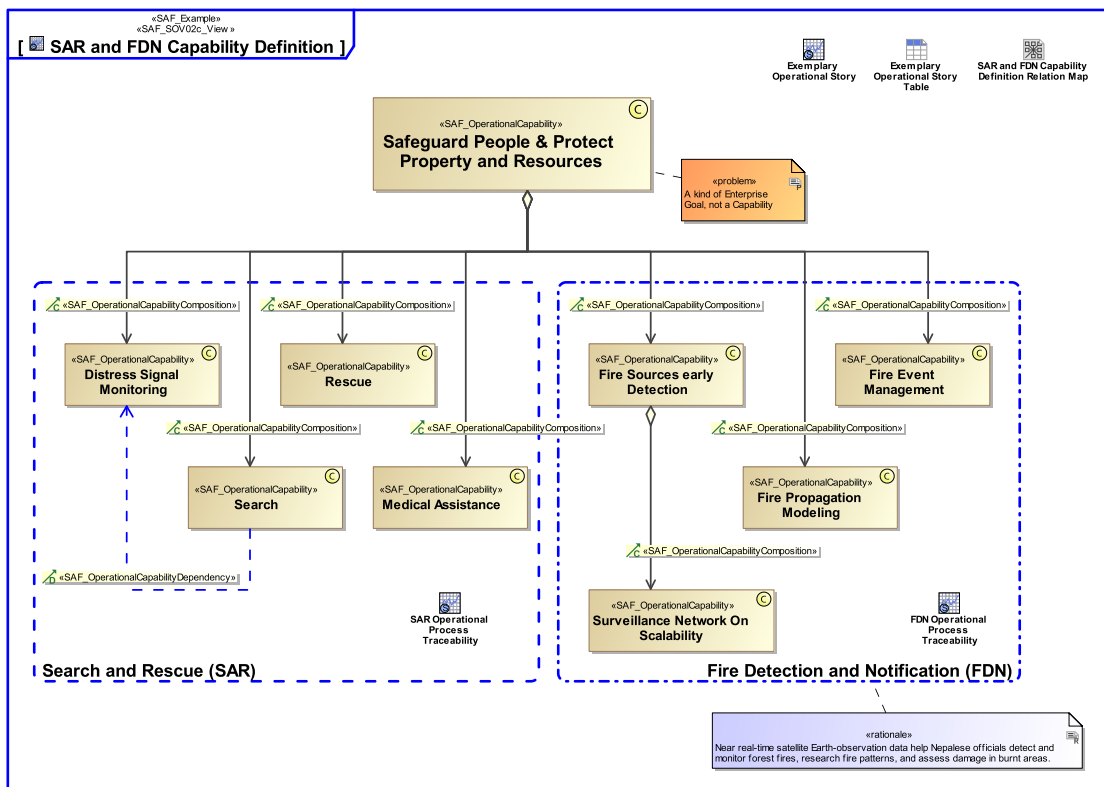 «SAF_Example»
«SAF_SOV02c_View »
[ SAR and FDN Capability Definition ]
Exemplary
Operational Story
Exemplary
Operational Story
Table
SAR and FDN Capability
Definition Relation Map
«SAF_OperationalCapability»
Safeguard People & Protect
Property and Resources
C
«problem»
A kind of Enterprise
Goal, not a Capability
P
C «SAF_OperationalCapabilityComposition»
C «SAF_OperationalCapabilityComposition»
C «SAF_OperationalCapabilityComposition»
C «SAF_OperationalCapabilityComposition»
«SAF_OperationalCapability»
Distress Signal
Monitoring
C
«SAF_OperationalCapability»
Rescue
C
«SAF_OperationalCapability»
Fire Sources early
Detection
C
«SAF_OperationalCapability»
Fire Event
Management
C
C «SAF_OperationalCapabilityComposition»
C «SAF_OperationalCapabilityComposition»
C «SAF_OperationalCapabilityComposition»
«SAF_OperationalCapability»
Search
C
«SAF_OperationalCapability»
Medical Assistance
C
«SAF_OperationalCapability»
Fire Propagation
Modeling
C
C «SAF_OperationalCapabilityComposition»
D «SAF_OperationalCapabilityDependency»
«SAF_OperationalCapability»
Surveillance Network On
Scalability
C
SAR Operational
Process
Traceability
FDN Operational
Process
Traceability
Search and Rescue (SAR)
Fire Detection and Notification (FDN)
«rationale»
Near real-time satellite Earth-observation data help Nepalese officials detect and
monitor forest fires, research fire patterns, and assess damage in burnt areas.
R